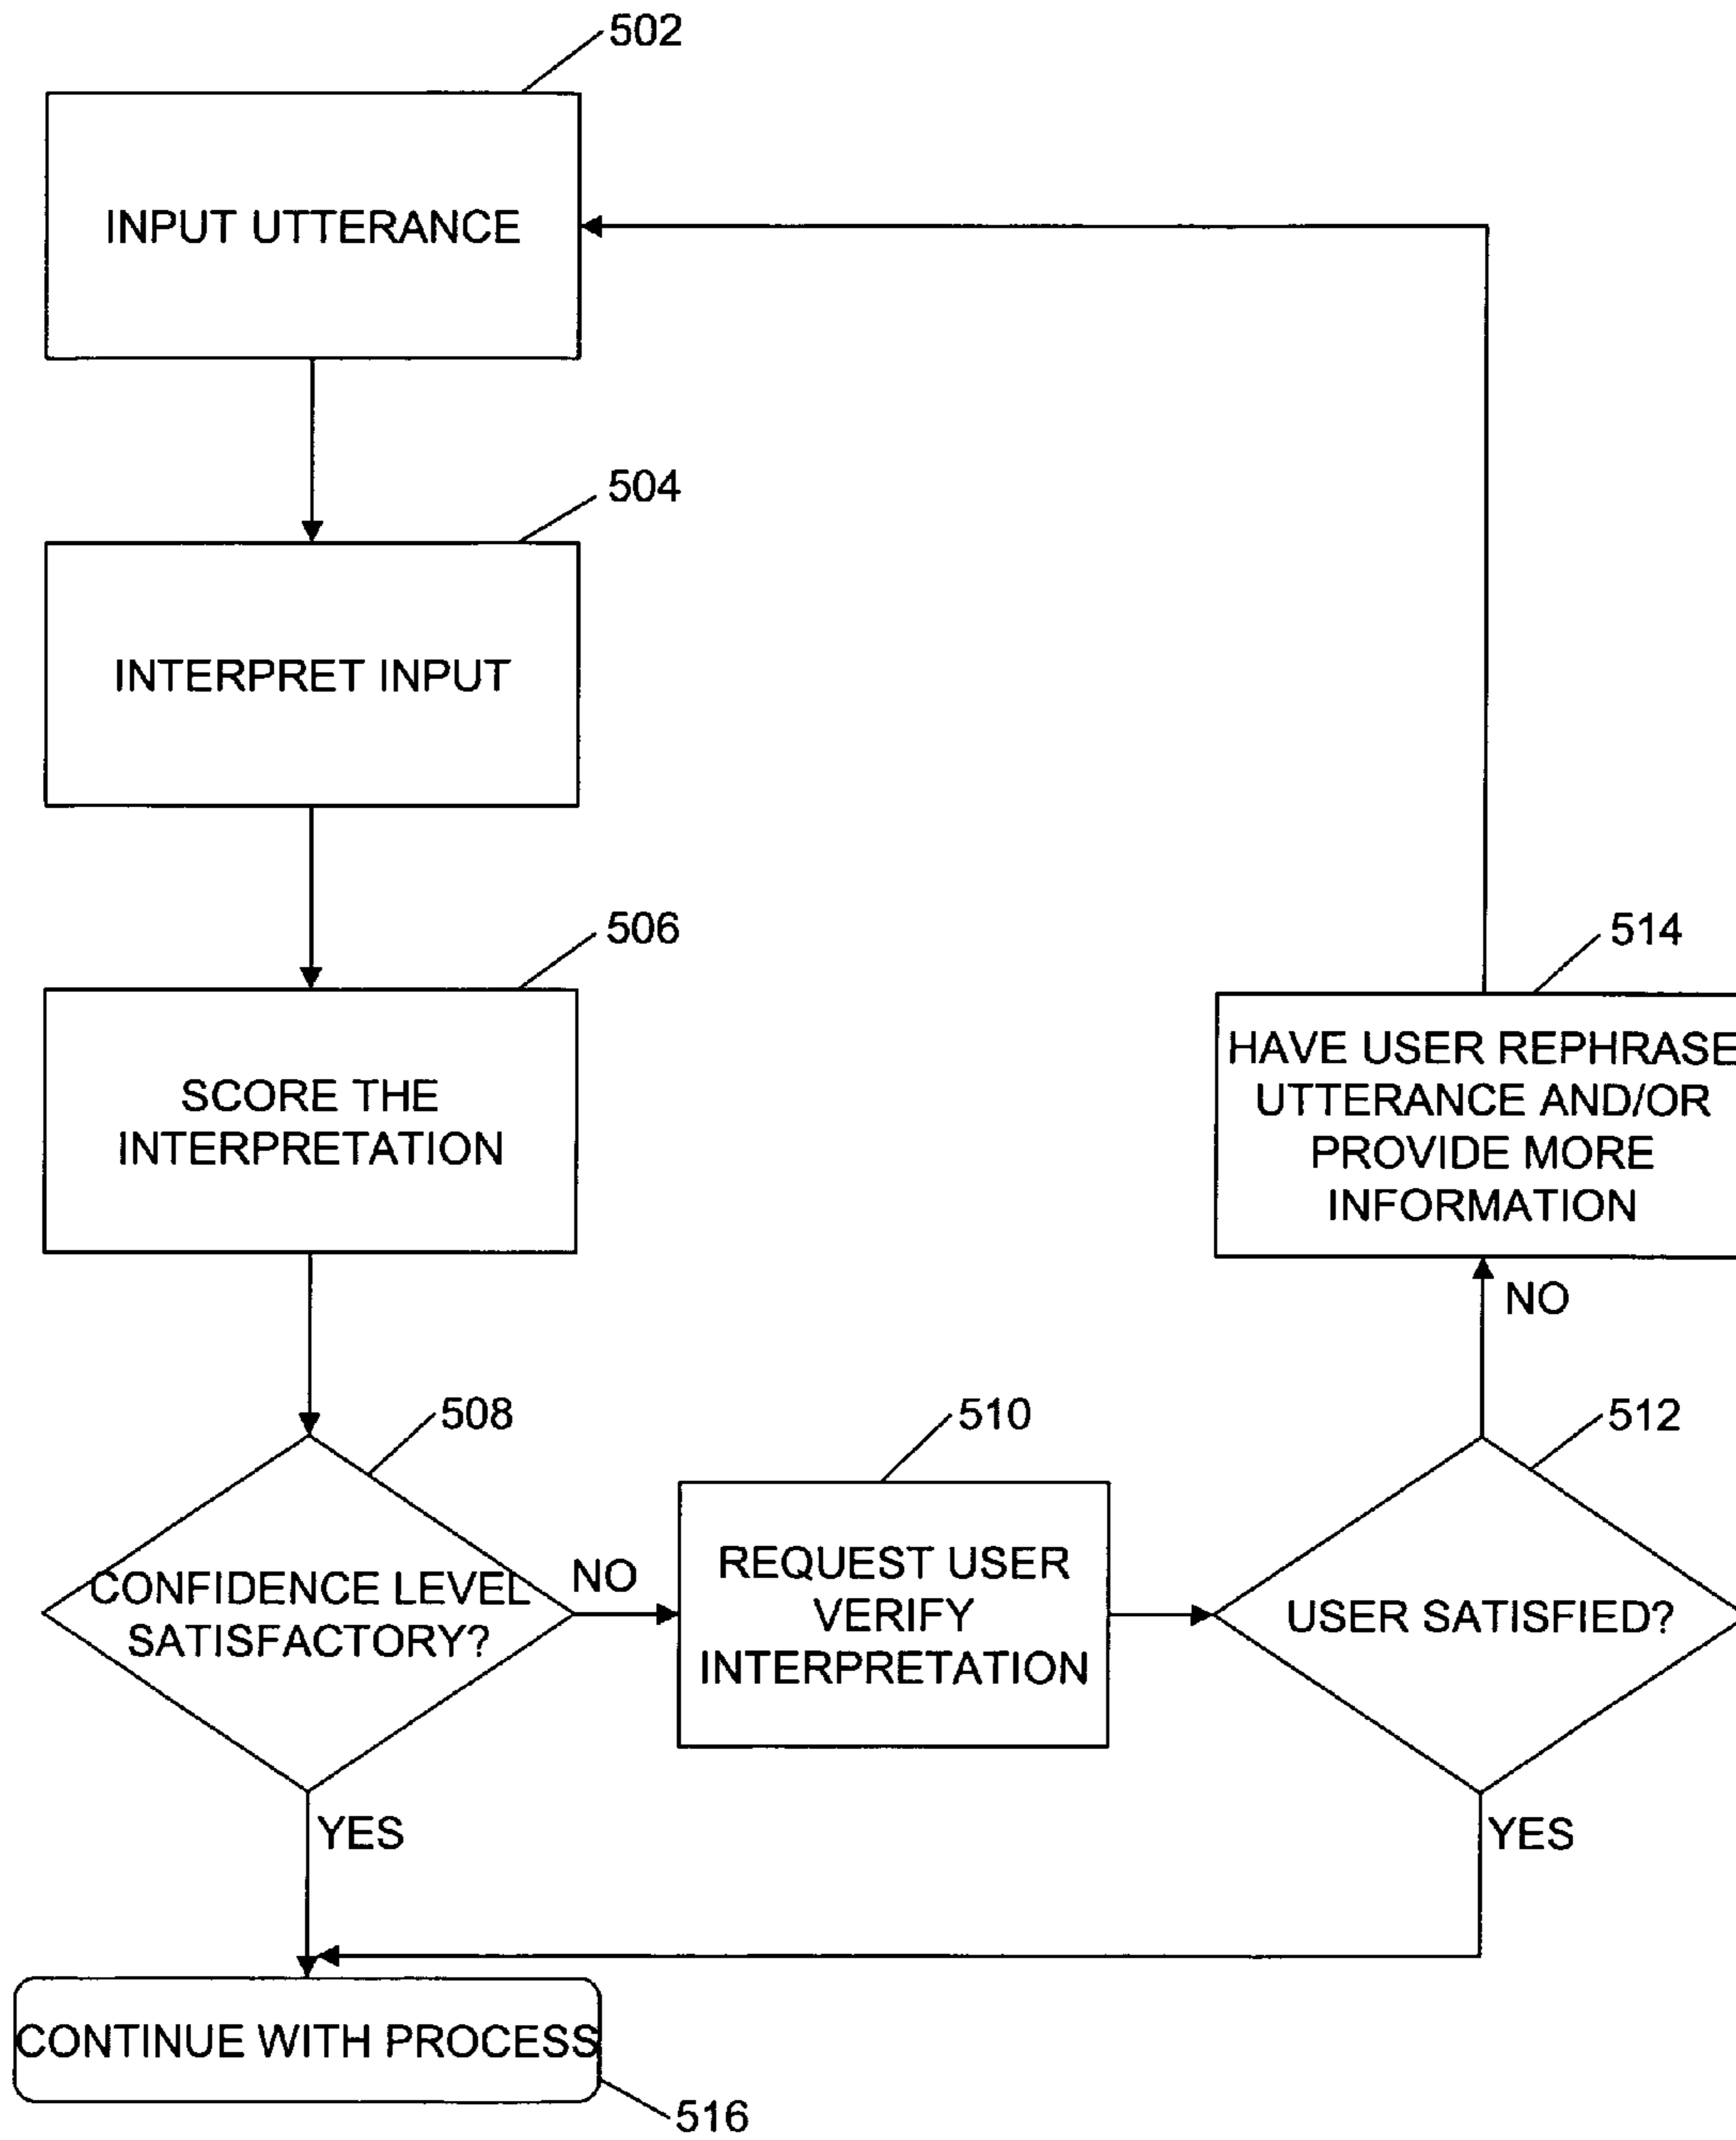 502
INPUT UTTERANCE
504
INTERPRET INPUT
506
SCORE THE
INTERPRETATION
514
HAVE USER REPHRASE
UTTERANCE AND/OR
PROVIDE MORE
INFORMATION
NO
508
CONFIDENCE LEVEL
SATISFACTORY?
NO
510
REQUEST USER
VERIFY
INTERPRETATION
512
USER SATISFIED?
YES
YES
CONTINUE WITH PROCESS
516